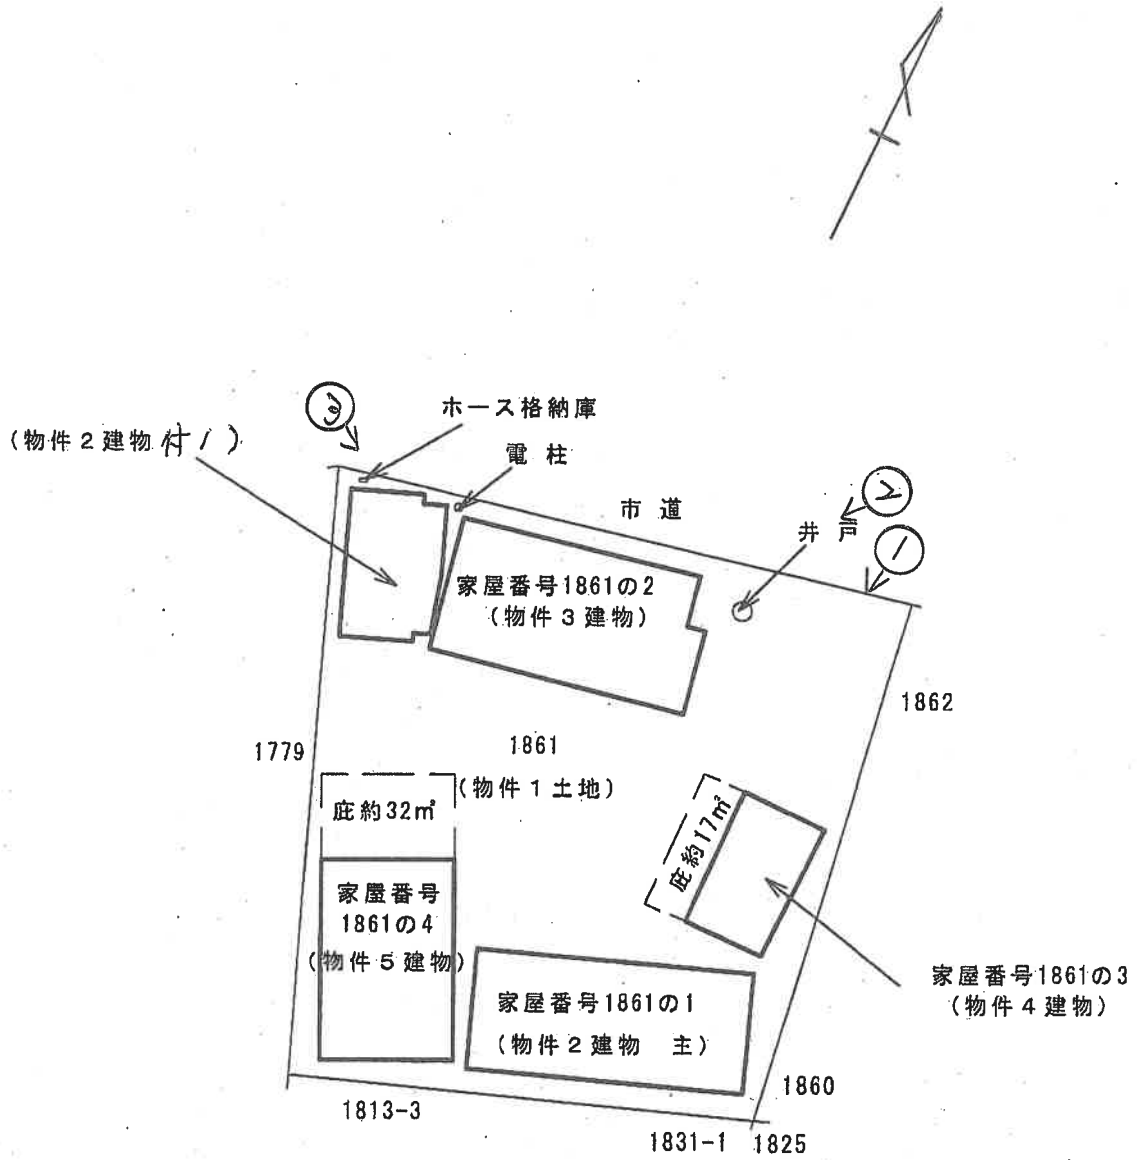 ③
ホース格納庫
(物件2建物 付1)
電柱
市道
②
井戸
①
家屋番号1861の2
(物件3建物)
1862
1779
1861
(物件1土地)
庇約32㎡
庇約17㎡
家屋番号
1861の4
(物件5建物)
家屋番号1861の3
(物件4建物)
家屋番号1861の1
(物件2建物 主)
1860
1813-3
1831-1
1825